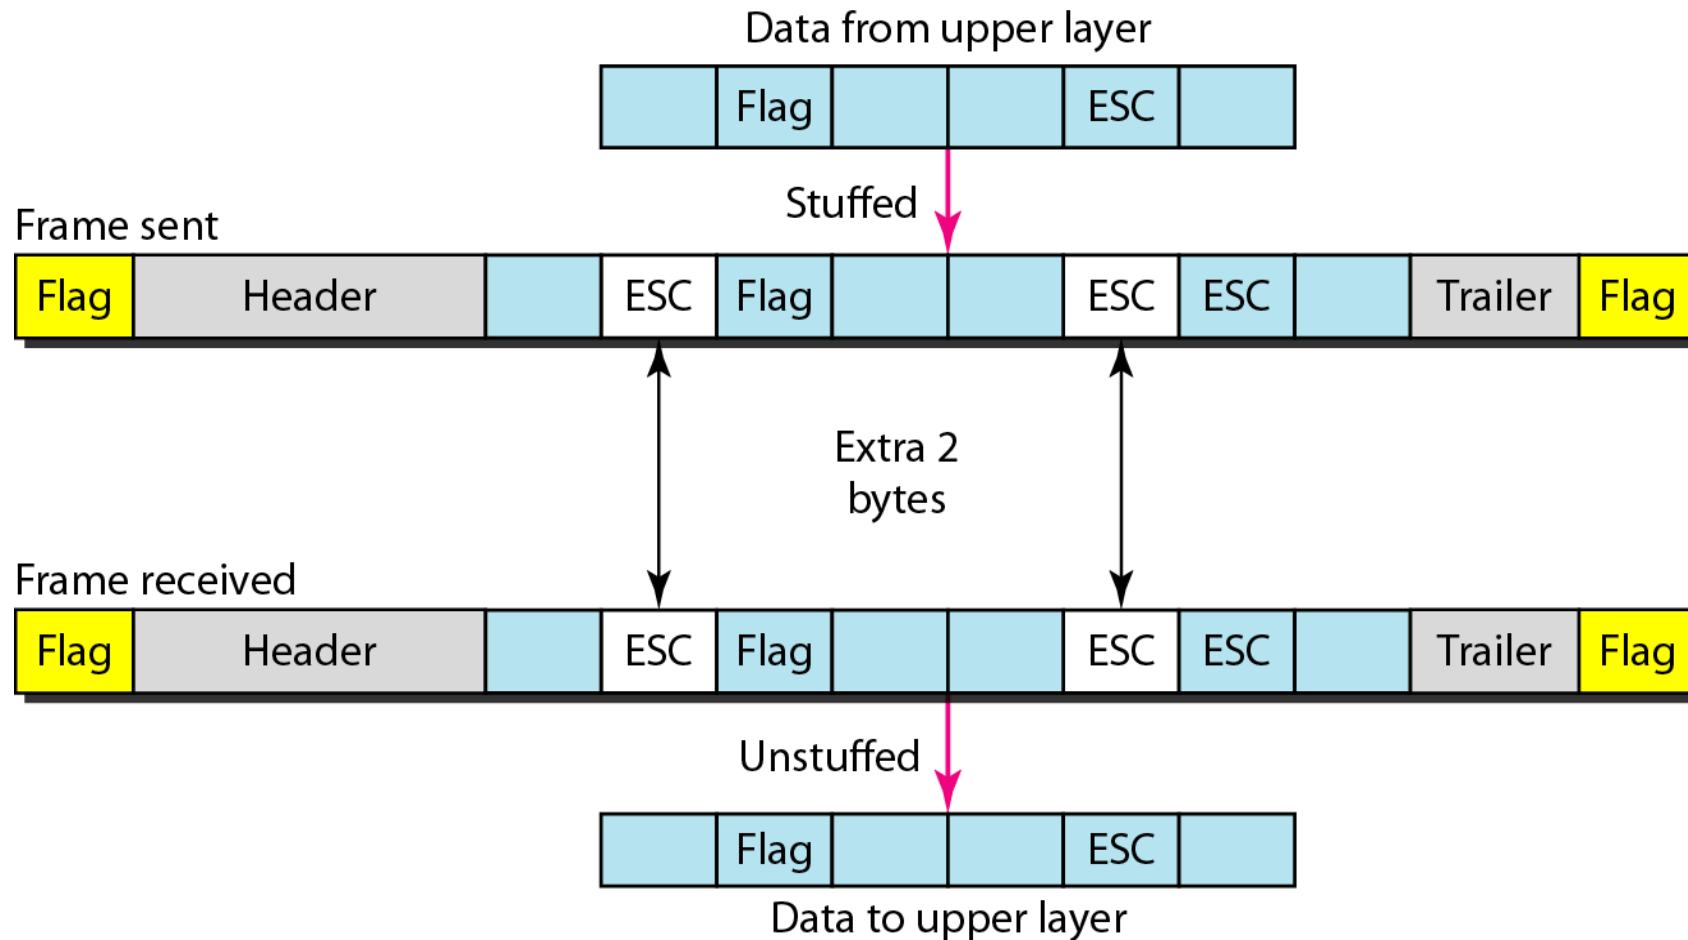 Data from upper layer
Flag ESC
Stuffed
Frame sent
Flag Header ESC Flag ESC ESC Trailer Flag
Extra 2
bytes
Frame received
Flag Header ESC Flag ESC ESC Trailer Flag
Unstuffed
Flag ESC
Data to upper layer